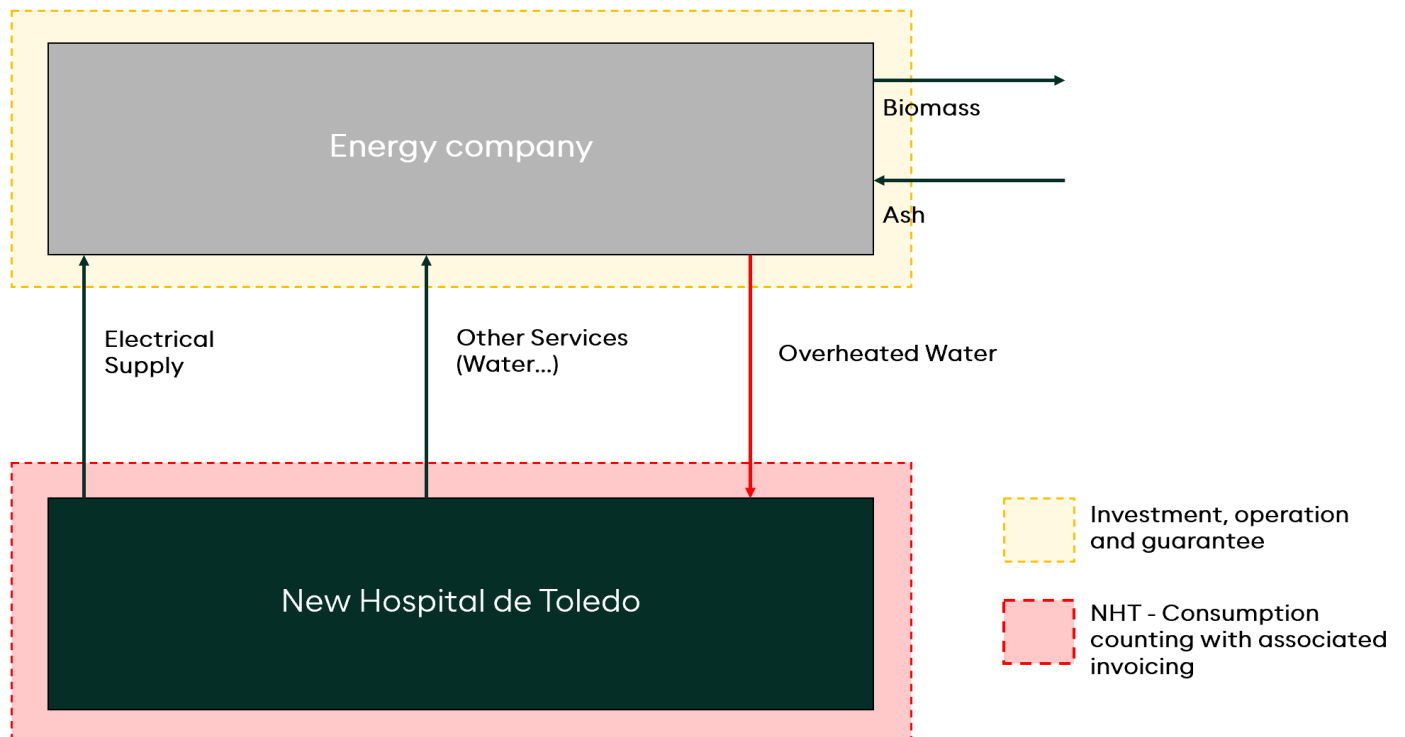 Energy company
Biomass
Ash
Electrical
Supply
Other Services
(Water...)
Overheated Water
New Hospital de Toledo
Investment, operation
and guarantee
NHT - Consumption
counting with associated
invoicing